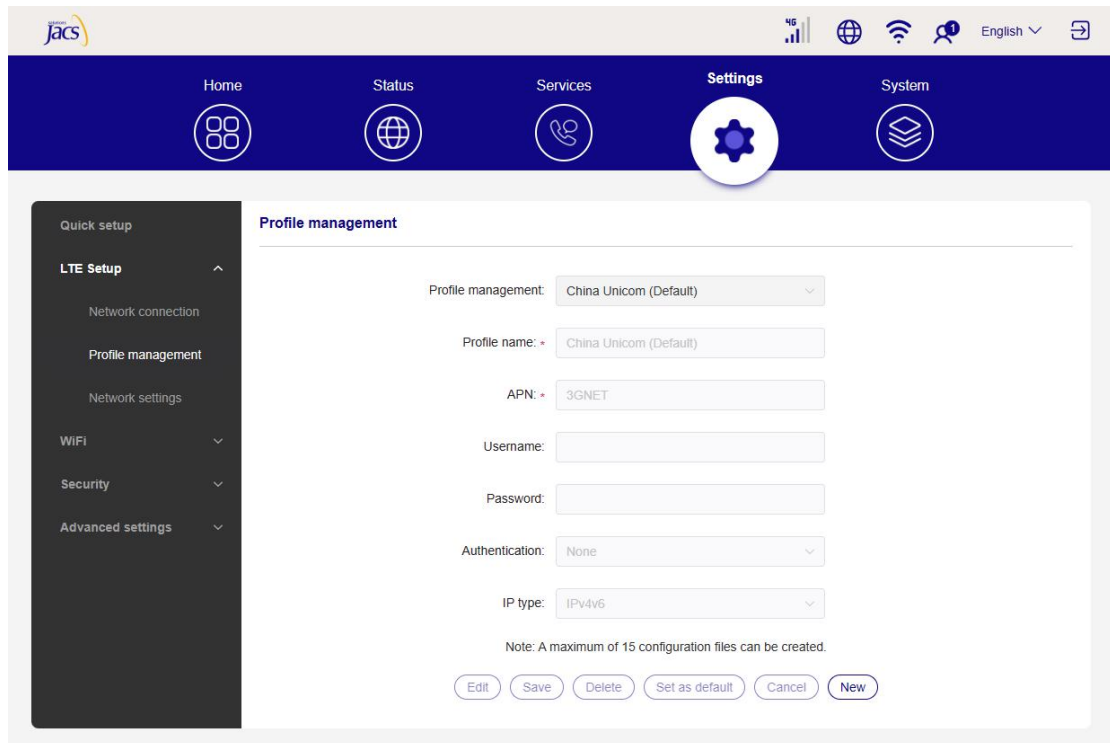 Jacs
4G
1
English
Home
Status
Services
Settings
System
Quick setup
LTE Setup
Network connection
Profile management
Network settings
WiFi
Security
Advanced settings
Profile management
Profile management: China Unicom (Default)
Profile name: * China Unicom (Default)
APN: * 3GNET
Username:
Password:
Authentication: None
IP type: IPv4v6
Note: A maximum of 15 configuration files can be created.
Edit Save Delete Set as default Cancel New